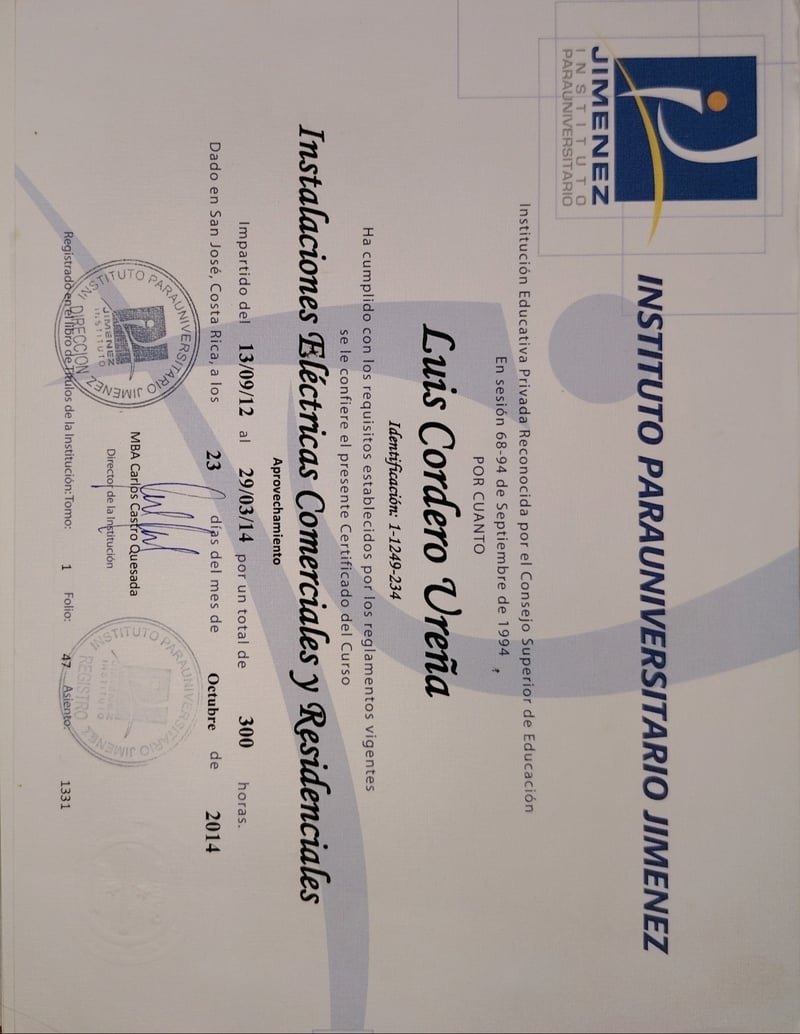 JIMENEZ
INSTITUTO
PARAUNIVERSITARIO
INSTITUTO PARAUNIVERSITARIO JIMENEZ
Institución Educativa Privada Reconocida por el Consejo Superior de Educación
En sesión 68-94 de Septiembre de 1994
POR CUANTO
Luis Cordero Vreña
Identificación: 1-1249-234
Ha cumplido con los requisitos establecidos por los reglamentos vigentes
se le confiere el presente Certificado del Curso
Instalaciones Eléctricas Comerciales y Residenciales
Aprovechamiento
Impartido del 13/09/12 al 29/03/14 por un total de 300 horas.
Dado en San José, Costa Rica, a los 23 días del mes de Octubre de 2014
INSTITUTO PARAUNIVERSITARIO JIMENEZ
JIMENEZ
INSTITUTO
DIRECCION
MBA Carlos Castro Quesada
Director de la Institución
INSTITUTO PARAUNIVERSITARIO JIMENEZ
REGISTRO
Registrado en el libro de Títulos de la Institución:Tomo: 1 Folio: 47 Asiento: 1331